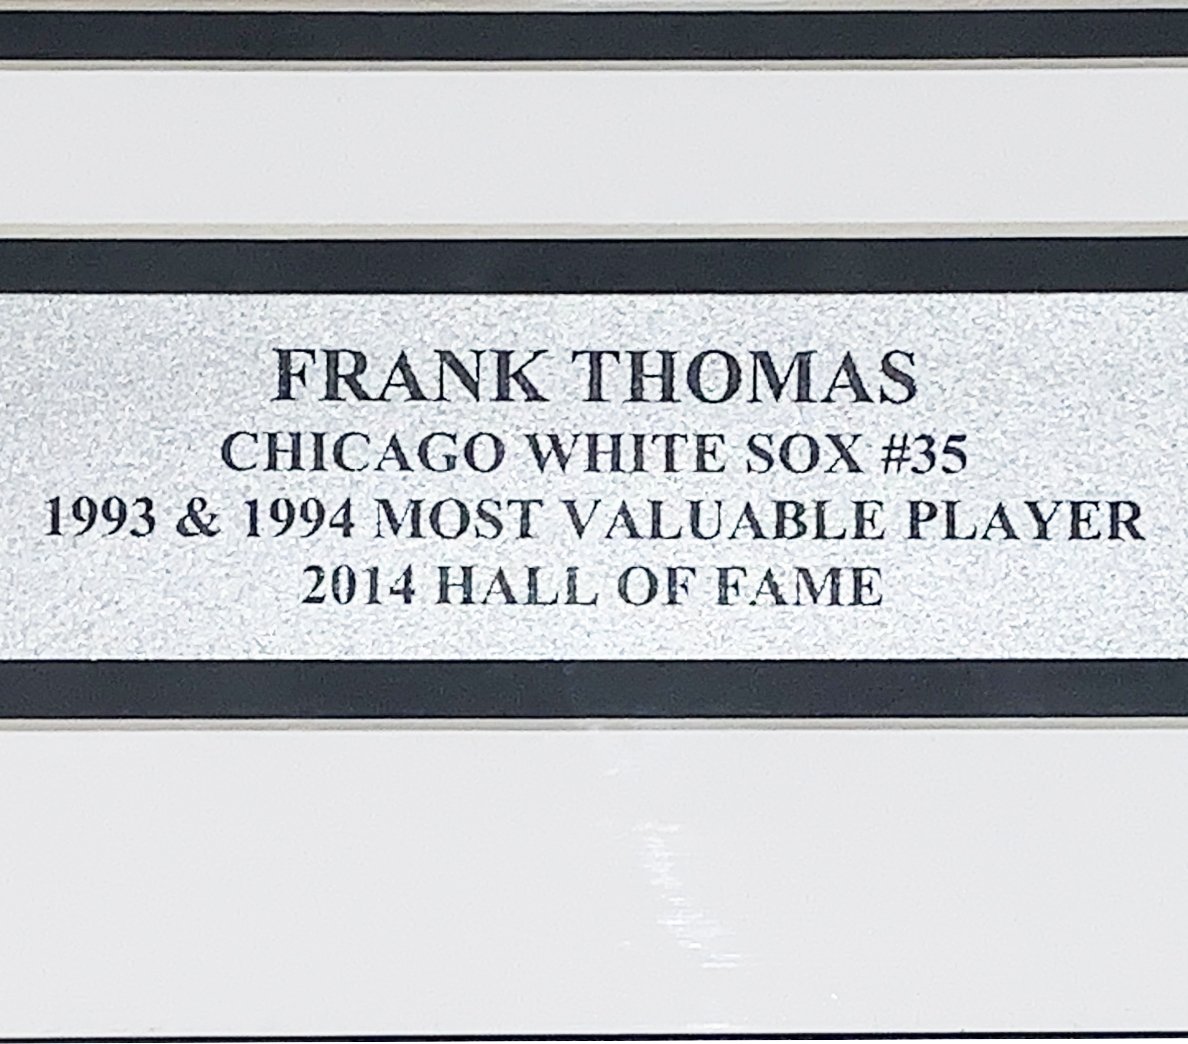 FRANK THOMAS
CHICAGO WHITE SOX #35
1993 & 1994 MOST VALUABLE PLAYER
2014 HALL OF FAME